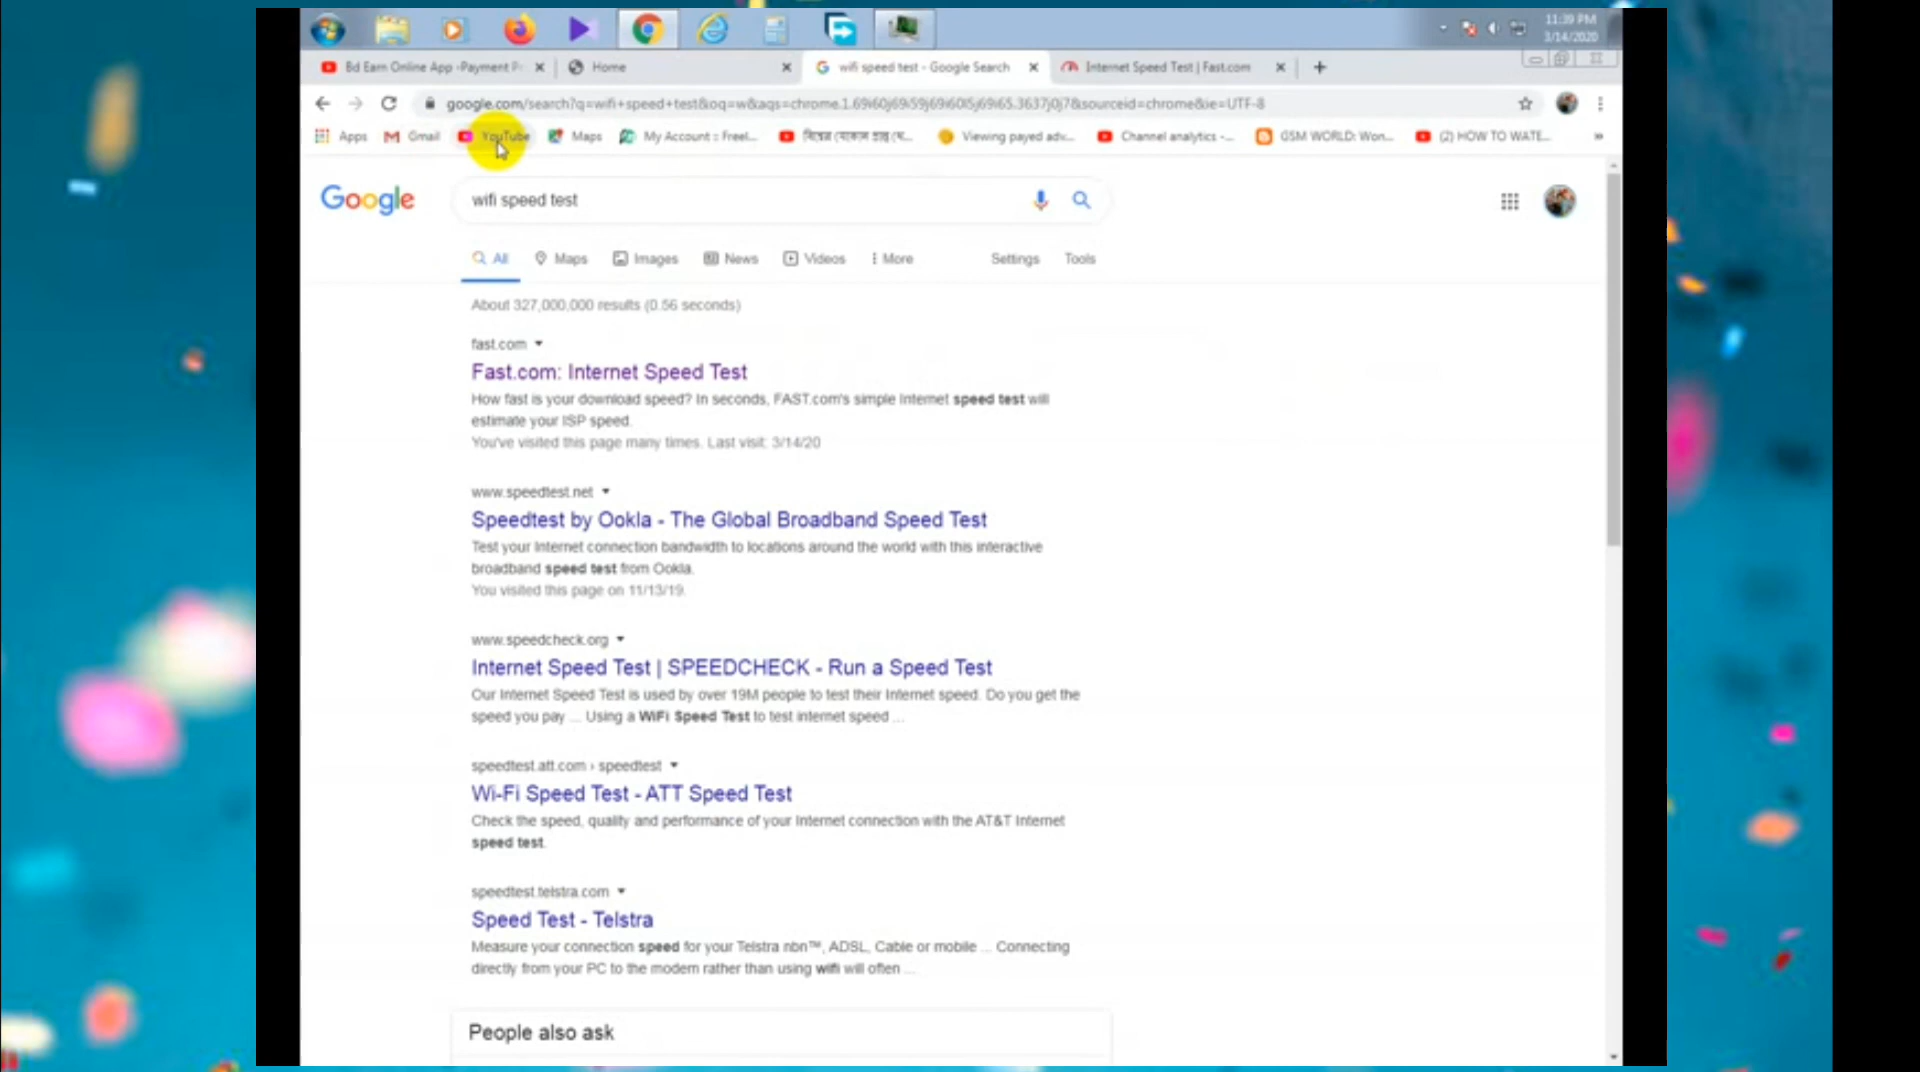 11:39 PM
3/14/2020
Bd Earn Online App -Payment P
Home
wifi speed test - Google Search
Internet Speed Test | Fast.com
google.com/search?q=wifi+speed+test&oq=w&aqs=chrome.1.69i60j69i59j69i60l5j69i65.3637j0j7&sourceid=chrome&ie=UTF-8
Apps
Gmail
YouTube
Maps
My Account :: Freel...
Viewing payed adv...
Channel analytics -...
GSM WORLD: Won...
(2) HOW TO WATE...
Google
wifi speed test
All
Maps
Images
News
Videos
More
Settings
Tools
About 327,000,000 results (0.56 seconds)
fast.com
Fast.com: Internet Speed Test
How fast is your download speed? In seconds, FAST.com's simple Internet speed test will
estimate your ISP speed.
You've visited this page many times. Last visit: 3/14/20
www.speedtest.net
Speedtest by Ookla - The Global Broadband Speed Test
Test your Internet connection bandwidth to locations around the world with this interactive
broadband speed test from Ookla.
You visited this page on 11/13/19.
www.speedcheck.org
Internet Speed Test | SPEEDCHECK - Run a Speed Test
Our Internet Speed Test is used by over 19M people to test their Internet speed. Do you get the
speed you pay ... Using a WiFi Speed Test to test internet speed ...
speedtest.att.com › speedtest
Wi-Fi Speed Test - ATT Speed Test
Check the speed, quality and performance of your Internet connection with the AT&T Internet
speed test.
speedtest.telstra.com
Speed Test - Telstra
Measure your connection speed for your Telstra nbn™, ADSL, Cable or mobile ... Connecting
directly from your PC to the modem rather than using wifi will often ...
People also ask